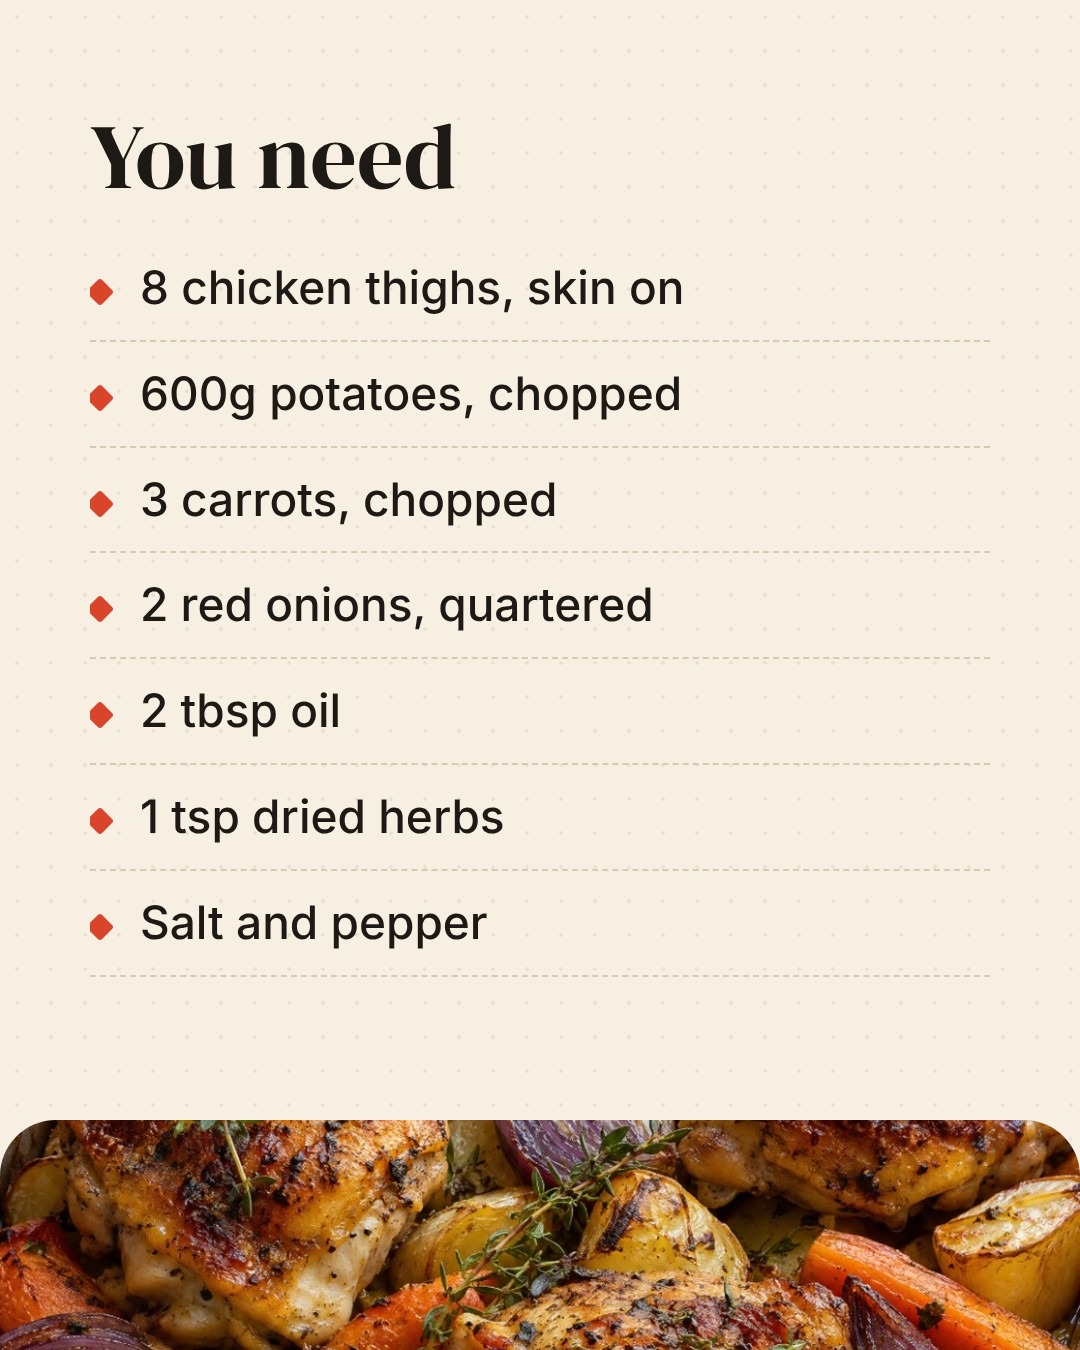 You need
8 chicken thighs, skin on
600g potatoes, chopped
3 carrots, chopped
2 red onions, quartered
2 tbsp oil
1 tsp dried herbs
Salt and pepper